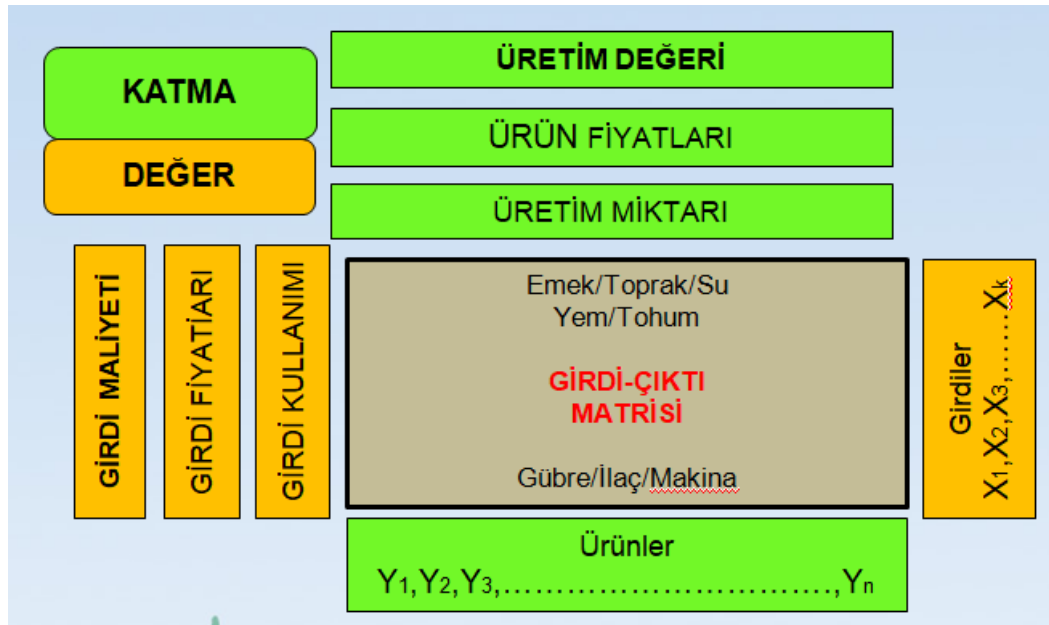 KATMA
DEĞER
ÜRETİM DEĞERİ
ÜRÜN FİYATLARI
ÜRETİM MİKTARI
GİRDİ MALİYETİ
GİRDİ FİYATIARI
GİRDİ KULLANIMI
Emek/Toprak/Su
Yem/Tohum
GİRDİ-ÇIKTI
MATRİSİ
Gübre/İlaç/Makina
Girdiler
X1,X2,X3,......Xk
Ürünler
Y1,Y2,Y3,……………………….,Yn